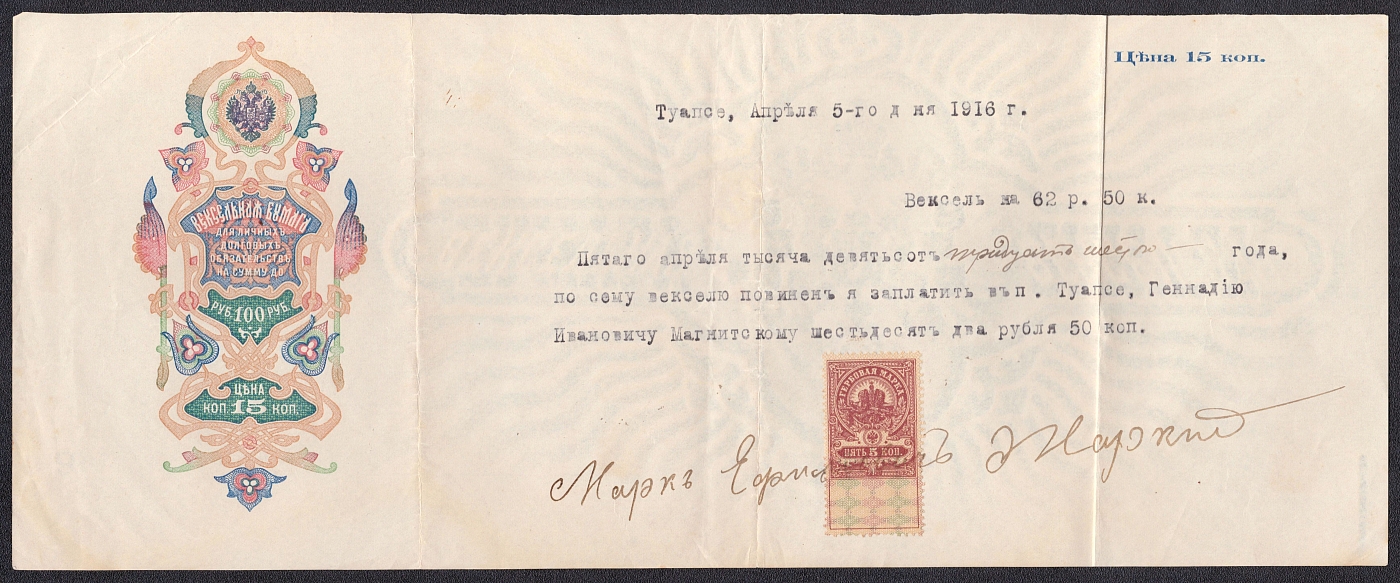 Цѣна 15 коп.
Туапсе, Апрѣля 5-го дня 1916 г.
Вексель на 62 р. 50 к.
Пятаго апрѣля тысяча девятьсотъ тридцать шестого — года,
по сему векселю повиненъ я заплатить въ п. Туапсе, Геннадію
Ивановичу Магнитскому шестьдесятъ два рубля 50 коп.
ВЕКСЕЛЬНАЯ БУМАГА
ДЛЯ ЛИЧНЫХЪ
ДОЛГОВЫХЪ
ОБЯЗАТЕЛЬСТВЪ
НА СУММУ ДО
РУБ. 100 РУБ.
ЦѢНА
КОП. 15 КОП.
ГЕРБОВАЯ МАРКА
ПЯТЬ 5 КОП.
Маркъ